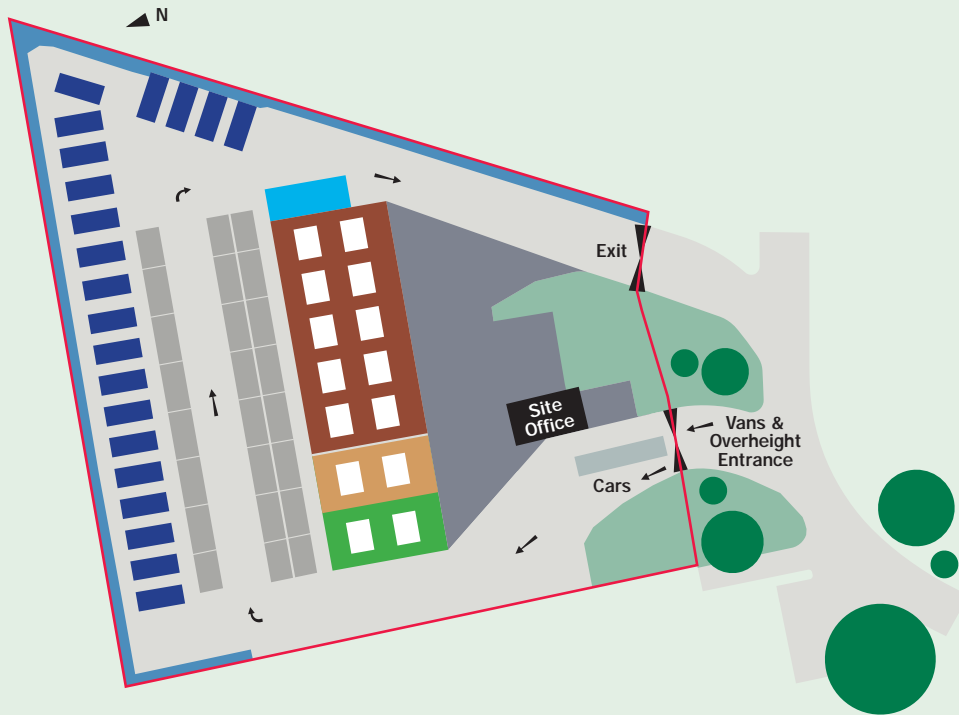 N
Exit
Site
Office
Vans &
Overheight
Entrance
Cars